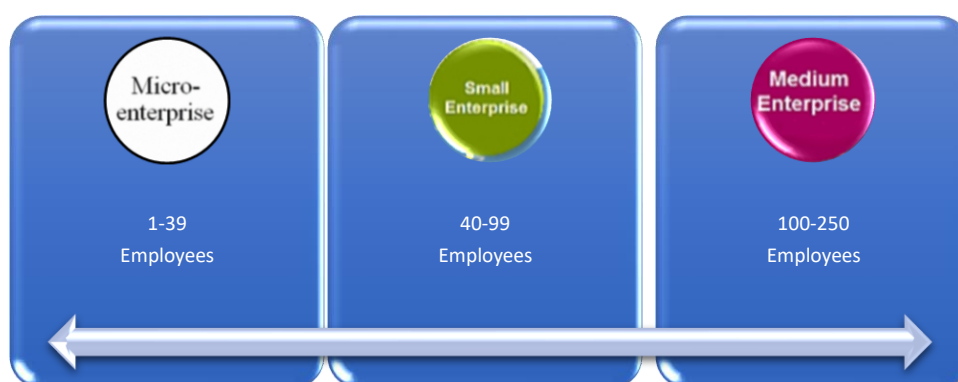 Micro-
enterprise
1-39
Employees
Small
Enterprise
40-99
Employees
Medium
Enterprise
100-250
Employees